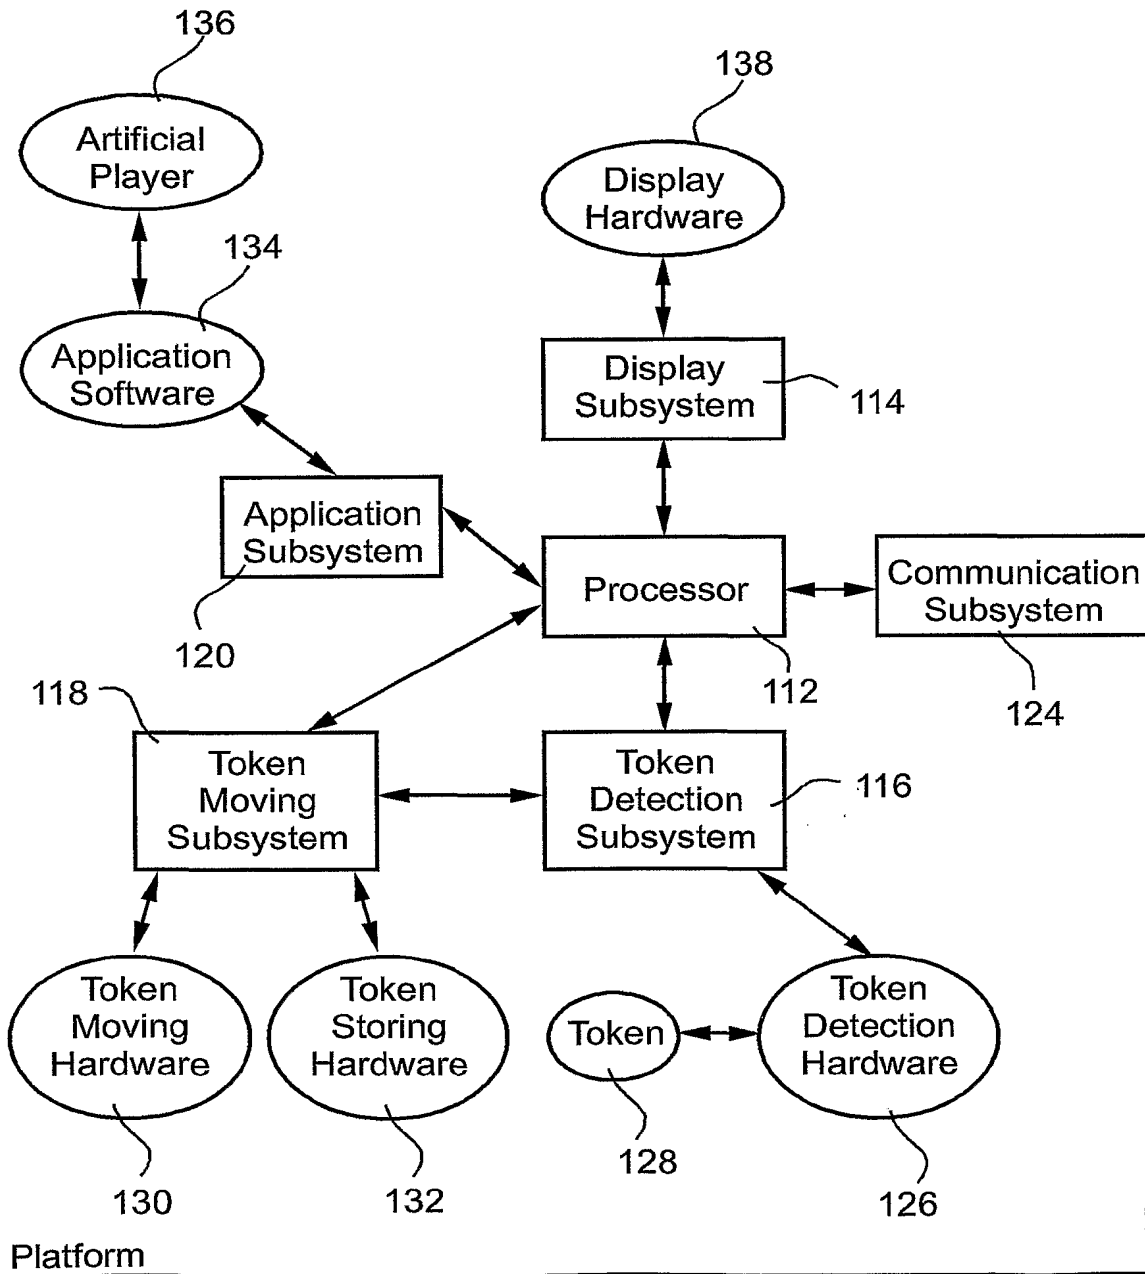 136
138
Artificial
Player
Display
Hardware
134
Application
Software
Display
Subsystem
114
Application
Subsystem
Processor
Communication
Subsystem
120
112
124
118
Token
Moving
Subsystem
Token
Detection
Subsystem
116
Token
Moving
Hardware
Token
Storing
Hardware
Token
Token
Detection
Hardware
128
130
132
126
Platform